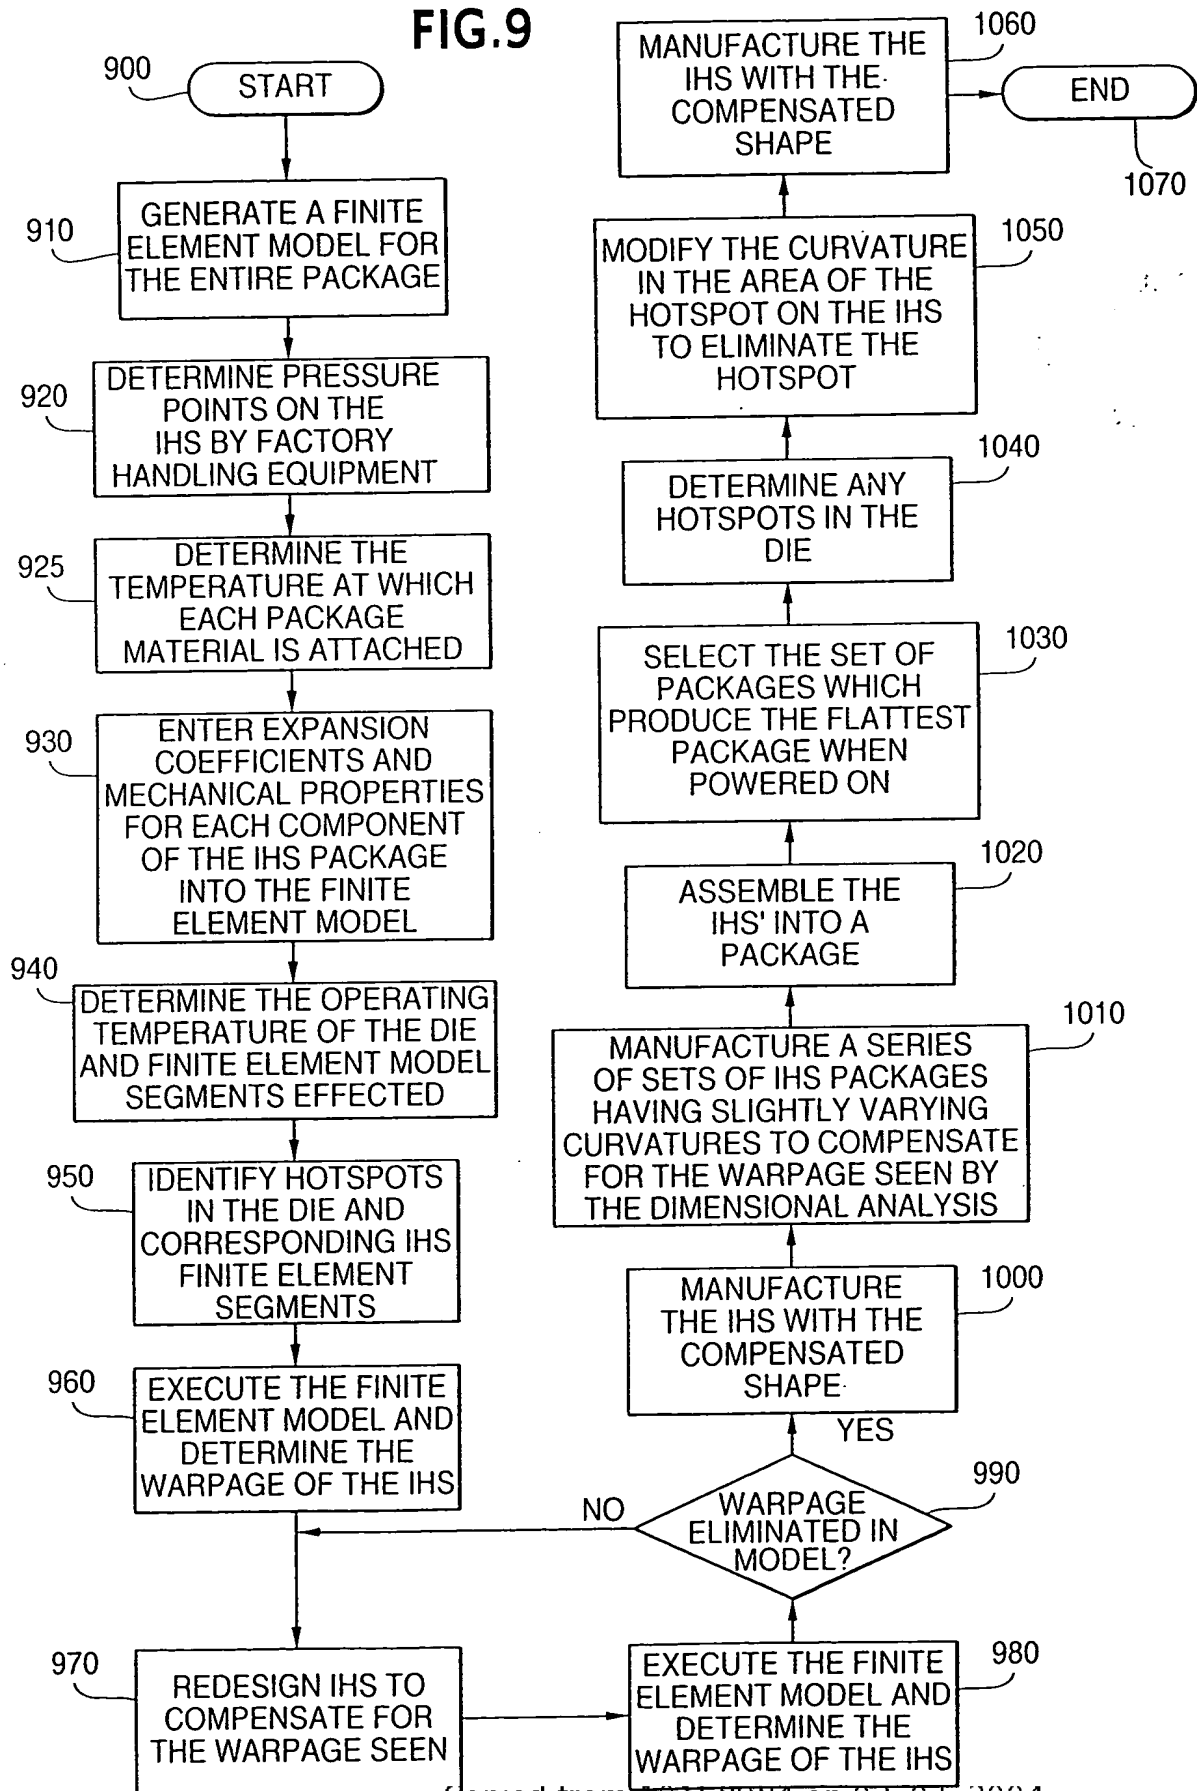 FIG.9
900
START
910
GENERATE A FINITE
ELEMENT MODEL FOR
THE ENTIRE PACKAGE
920
DETERMINE PRESSURE
POINTS ON THE
IHS BY FACTORY
HANDLING EQUIPMENT
925
DETERMINE THE
TEMPERATURE AT WHICH
EACH PACKAGE
MATERIAL IS ATTACHED
930
ENTER EXPANSION
COEFFICIENTS AND
MECHANICAL PROPERTIES
FOR EACH COMPONENT
OF THE IHS PACKAGE
INTO THE FINITE
ELEMENT MODEL
940
DETERMINE THE OPERATING
TEMPERATURE OF THE DIE
AND FINITE ELEMENT MODEL
SEGMENTS EFFECTED
950
IDENTIFY HOTSPOTS
IN THE DIE AND
CORRESPONDING IHS
FINITE ELEMENT
SEGMENTS
960
EXECUTE THE FINITE
ELEMENT MODEL AND
DETERMINE THE
WARPAGE OF THE IHS
970
REDESIGN IHS TO
COMPENSATE FOR
THE WARPAGE SEEN
980
EXECUTE THE FINITE
ELEMENT MODEL AND
DETERMINE THE
WARPAGE OF THE IHS
990
WARPAGE
ELIMINATED IN
MODEL?
NO
YES
1000
MANUFACTURE
THE IHS WITH THE
COMPENSATED
SHAPE
1010
MANUFACTURE A SERIES
OF SETS OF IHS PACKAGES
HAVING SLIGHTLY VARYING
CURVATURES TO COMPENSATE
FOR THE WARPAGE SEEN BY
THE DIMENSIONAL ANALYSIS
1020
ASSEMBLE THE
IHS' INTO A
PACKAGE
1030
SELECT THE SET OF
PACKAGES WHICH
PRODUCE THE FLATTEST
PACKAGE WHEN
POWERED ON
1040
DETERMINE ANY
HOTSPOTS IN THE
DIE
1050
MODIFY THE CURVATURE
IN THE AREA OF THE
HOTSPOT ON THE IHS
TO ELIMINATE THE
HOTSPOT
1060
MANUFACTURE THE
IHS WITH THE
COMPENSATED
SHAPE
END
1070